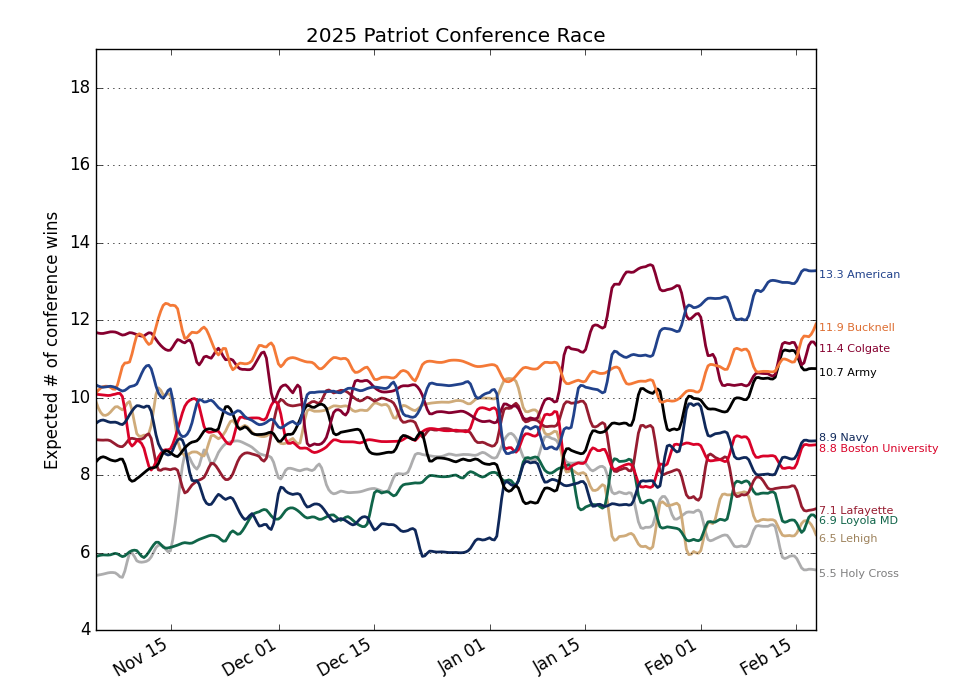 2025 Patriot Conference Race
Expected # of conference wins
18
16
14
12
10
8
6
4
Nov 15
Dec 01
Dec 15
Jan 01
Jan 15
Feb 01
Feb 15
13.3 American
11.9 Bucknell
11.4 Colgate
10.7 Army
8.9 Navy
8.8 Boston University
7.1 Lafayette
6.9 Loyola MD
6.5 Lehigh
5.5 Holy Cross